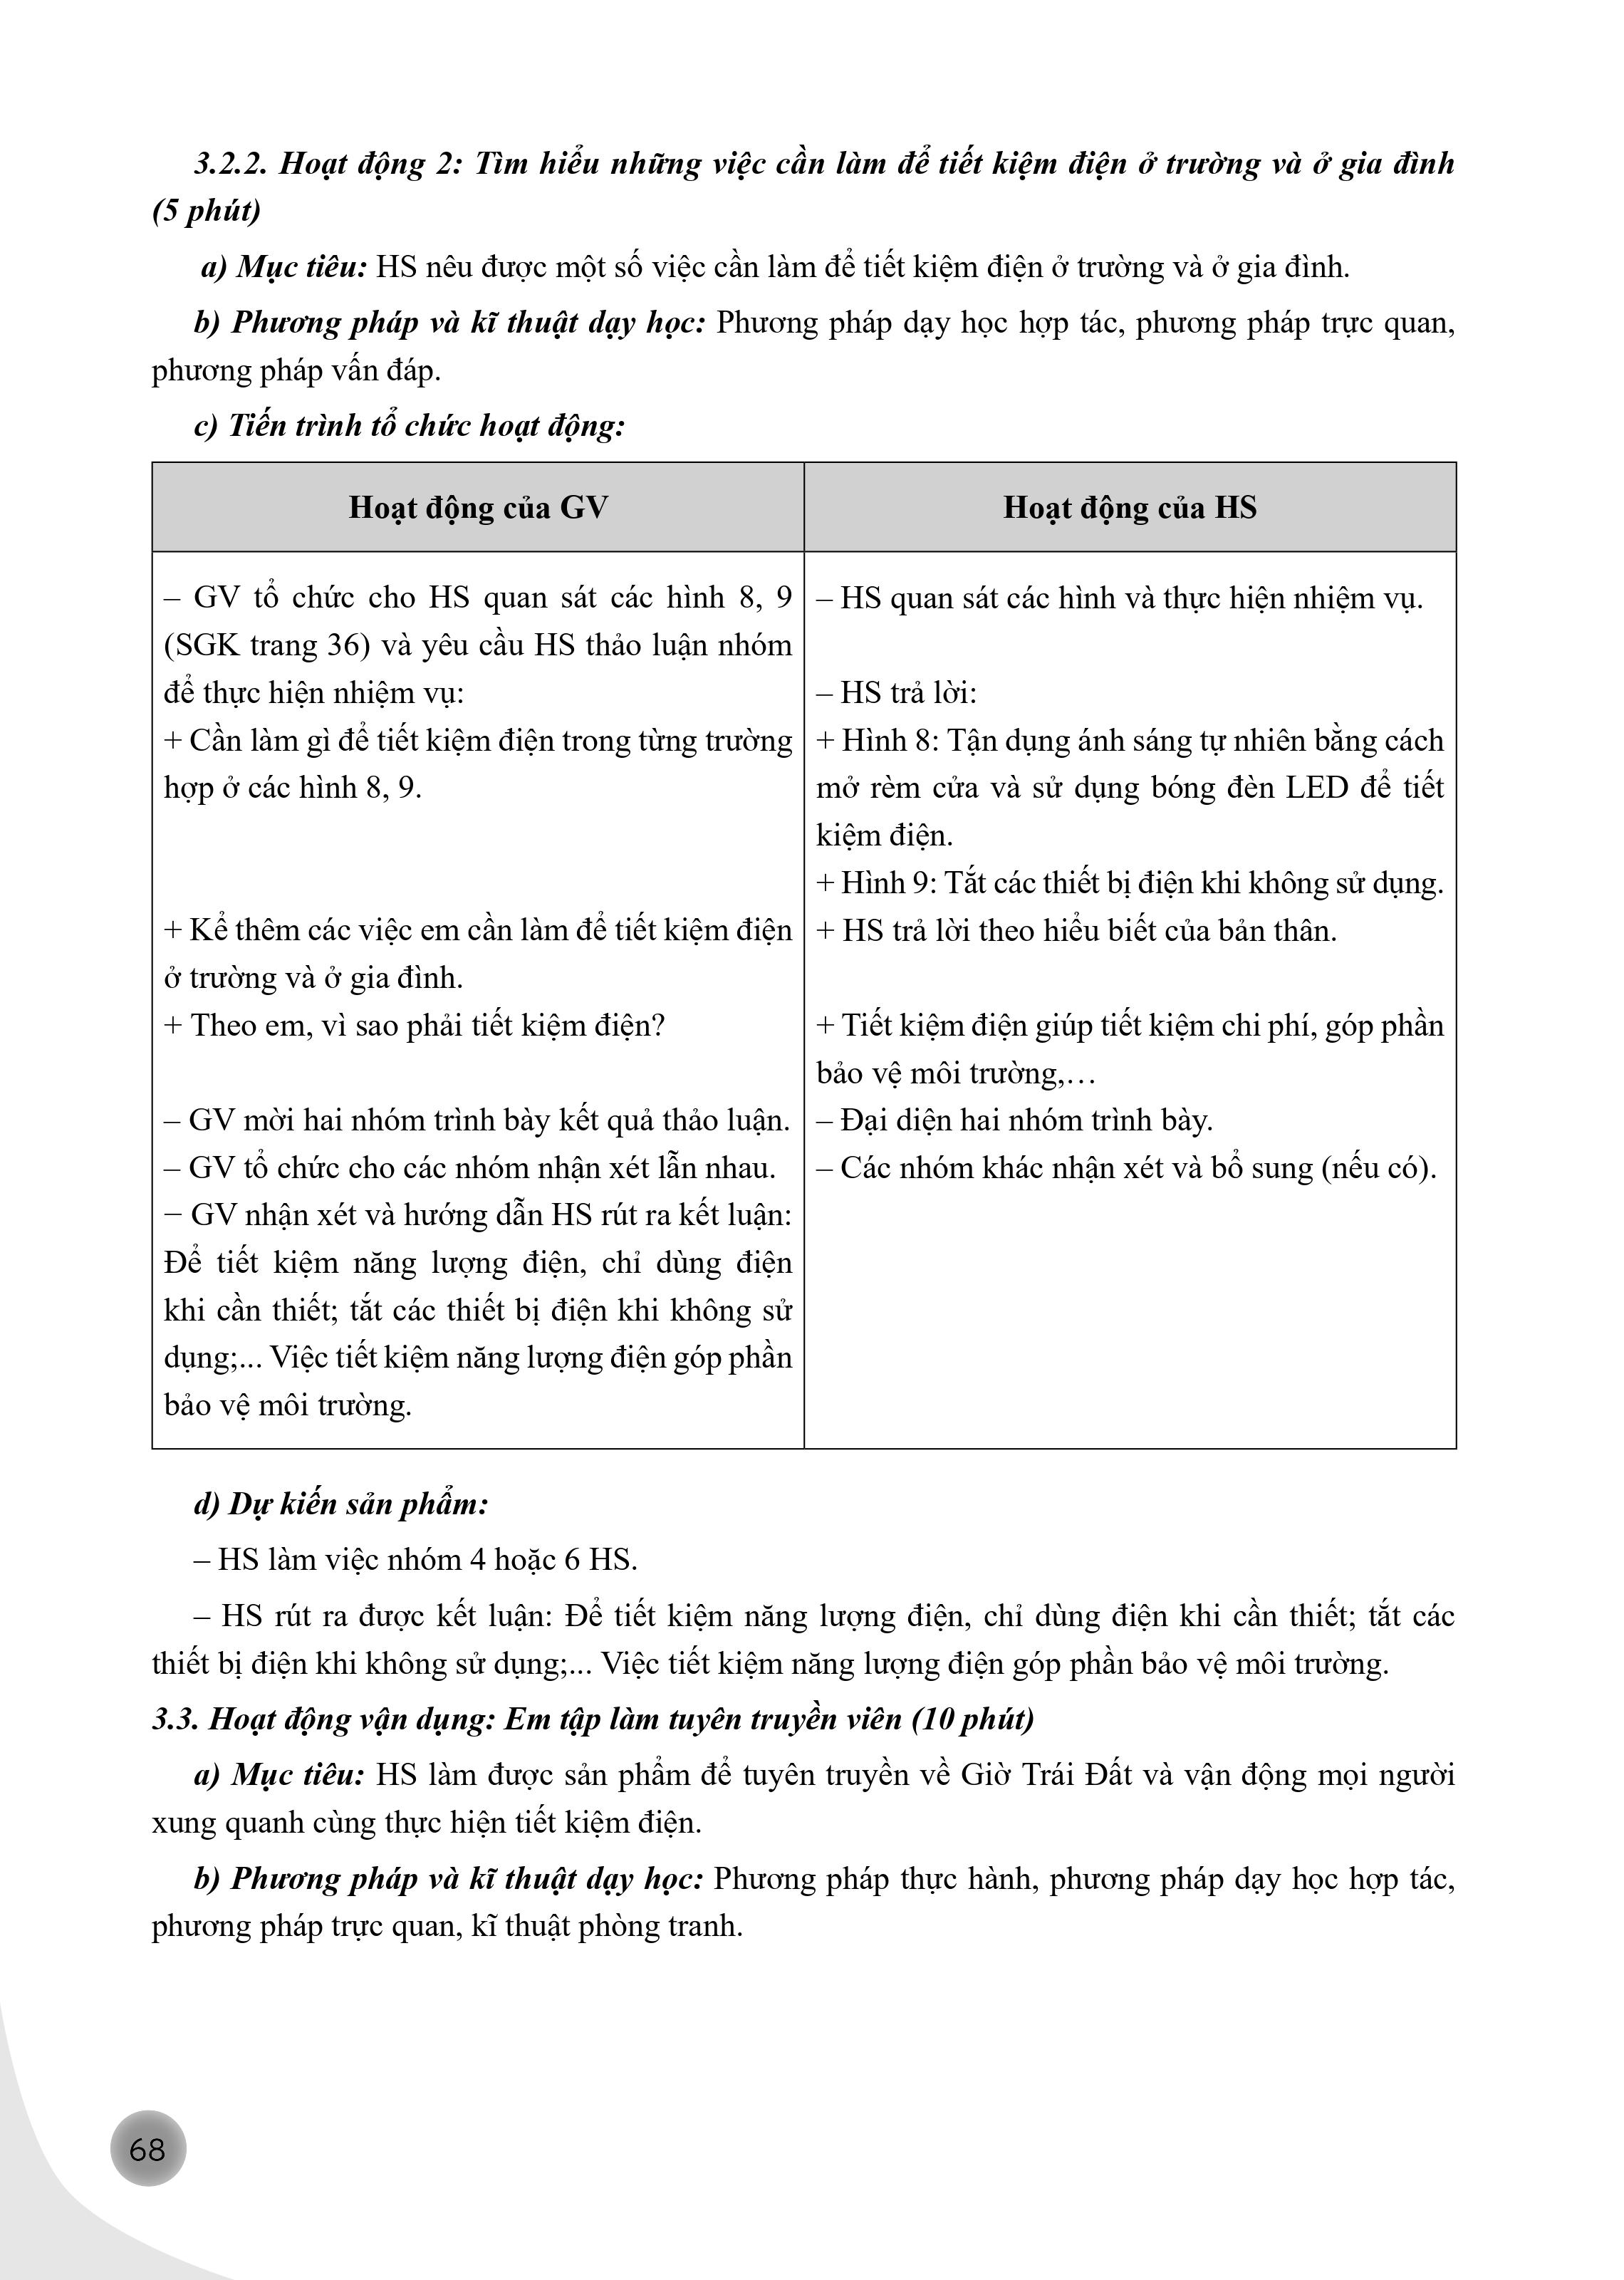 3.2.2. Hoạt động 2: Tìm hiểu những việc cần làm để tiết kiệm điện ở trường và ở gia đình
(5 phút)
a) Mục tiêu: HS nêu được một số việc cần làm để tiết kiệm điện ở trường và ở gia đình.
b) Phương pháp và kĩ thuật dạy học: Phương pháp dạy học hợp tác, phương pháp trực quan,
phương pháp vấn đáp.
c) Tiến trình tổ chức hoạt động:
Hoạt động của GV
– GV tổ chức cho HS quan sát các hình 8, 9
(SGK trang 36) và yêu cầu HS thảo luận nhóm
để thực hiện nhiệm vụ:
+ Cần làm gì để tiết kiệm điện trong từng trường
hợp ở các hình 8, 9.
+ Kể thêm các việc em cần làm để tiết kiệm điện
ở trường và ở gia đình.
+ Theo em, vì sao phải tiết kiệm điện?
– GV mời hai nhóm trình bày kết quả thảo luận.
– GV tổ chức cho các nhóm nhận xét lẫn nhau.
− GV nhận xét và hướng dẫn HS rút ra kết luận:
Để tiết kiệm năng lượng điện, chỉ dùng điện
khi cần thiết; tắt các thiết bị điện khi không sử
dụng;... Việc tiết kiệm năng lượng điện góp phần
bảo vệ môi trường.
Hoạt động của HS
– HS quan sát các hình và thực hiện nhiệm vụ.
– HS trả lời:
+ Hình 8: Tận dụng ánh sáng tự nhiên bằng cách
mở rèm cửa và sử dụng bóng đèn LED để tiết
kiệm điện.
+ Hình 9: Tắt các thiết bị điện khi không sử dụng.
+ HS trả lời theo hiểu biết của bản thân.
+ Tiết kiệm điện giúp tiết kiệm chi phí, góp phần
bảo vệ môi trường,…
– Đại diện hai nhóm trình bày.
– Các nhóm khác nhận xét và bổ sung (nếu có).
d) Dự kiến sản phẩm:
– HS làm việc nhóm 4 hoặc 6 HS.
– HS rút ra được kết luận: Để tiết kiệm năng lượng điện, chỉ dùng điện khi cần thiết; tắt các
thiết bị điện khi không sử dụng;... Việc tiết kiệm năng lượng điện góp phần bảo vệ môi trường.
3.3. Hoạt động vận dụng: Em tập làm tuyên truyền viên (10 phút)
a) Mục tiêu: HS làm được sản phẩm để tuyên truyền về Giờ Trái Đất và vận động mọi người
xung quanh cùng thực hiện tiết kiệm điện.
b) Phương pháp và kĩ thuật dạy học: Phương pháp thực hành, phương pháp dạy học hợp tác,
phương pháp trực quan, kĩ thuật phòng tranh.
68